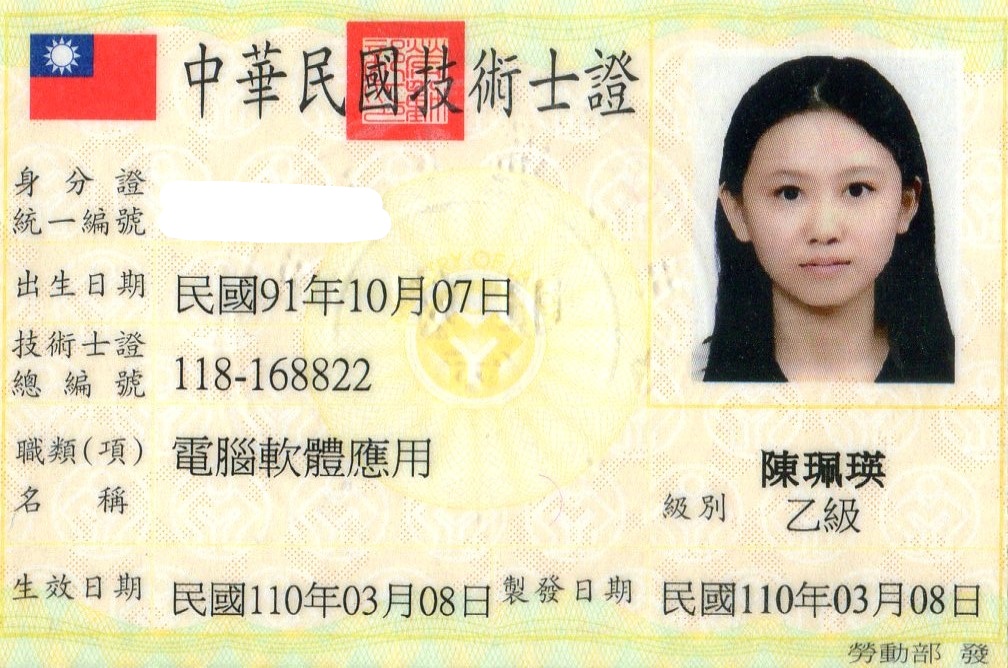 中華民國技術士證
身分證
統一編號
出生日期 民國91年10月07日
技術士證
總編號 118-168822
職類(項)
名稱 電腦軟體應用
陳珮瑛
級別 乙級
生效日期 民國110年03月08日 製發日期 民國110年03月08日
勞動部 發